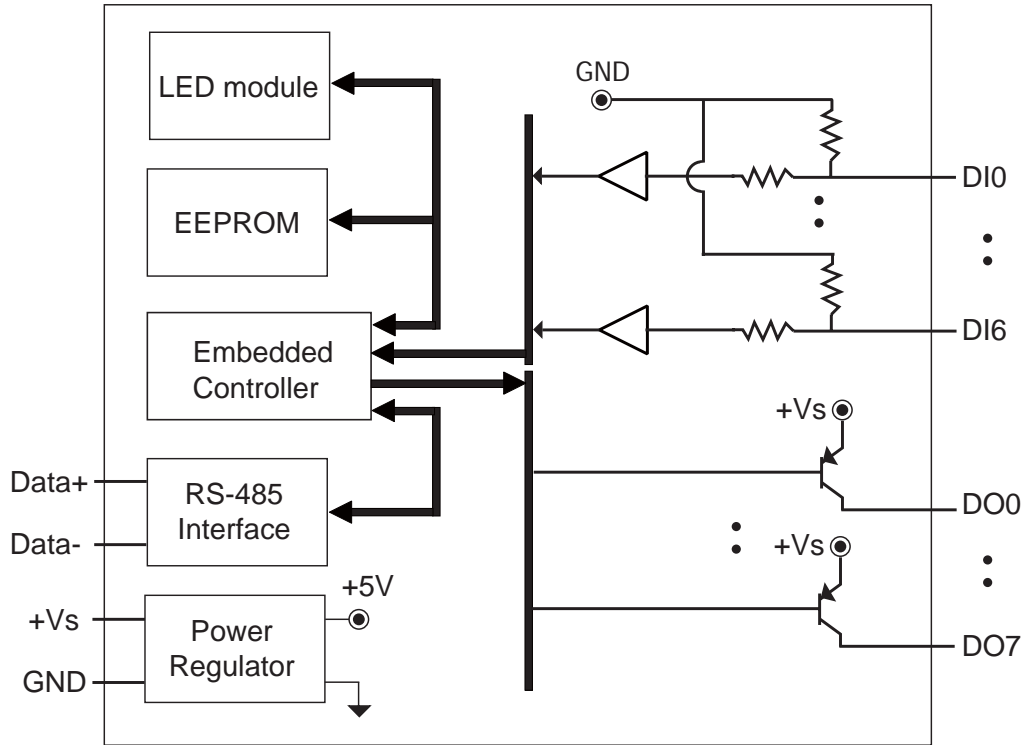 LED module
EEPROM
Embedded
Controller
RS-485
Interface
Power
Regulator
Data+
Data-
+Vs
GND
+5V
GND
DI0
DI6
+Vs
DO0
+Vs
DO7